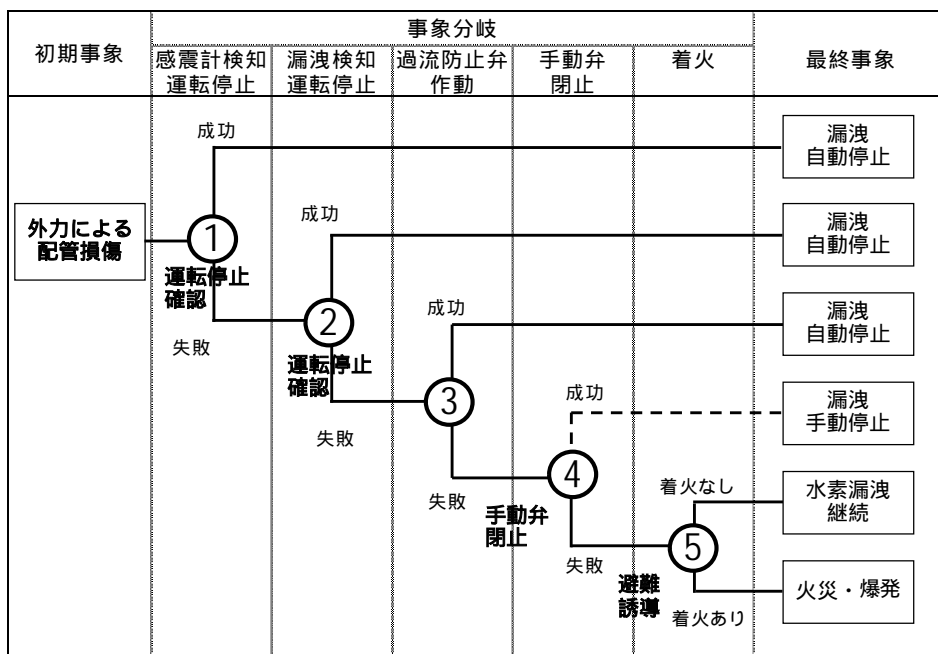 初期事象
事象分岐
最終事象
感震計検知
運転停止
漏洩検知
運転停止
過流防止弁
作動
手動弁
閉止
着火
成功
漏洩
自動停止
外力による
配管損傷
1
運転停止
確認
失敗
成功
漏洩
自動停止
2
運転停止
確認
失敗
成功
漏洩
自動停止
3
失敗
成功
漏洩
手動停止
4
手動弁
閉止
失敗
着火なし
水素漏洩
継続
5
避難
誘導
着火あり
火災・爆発